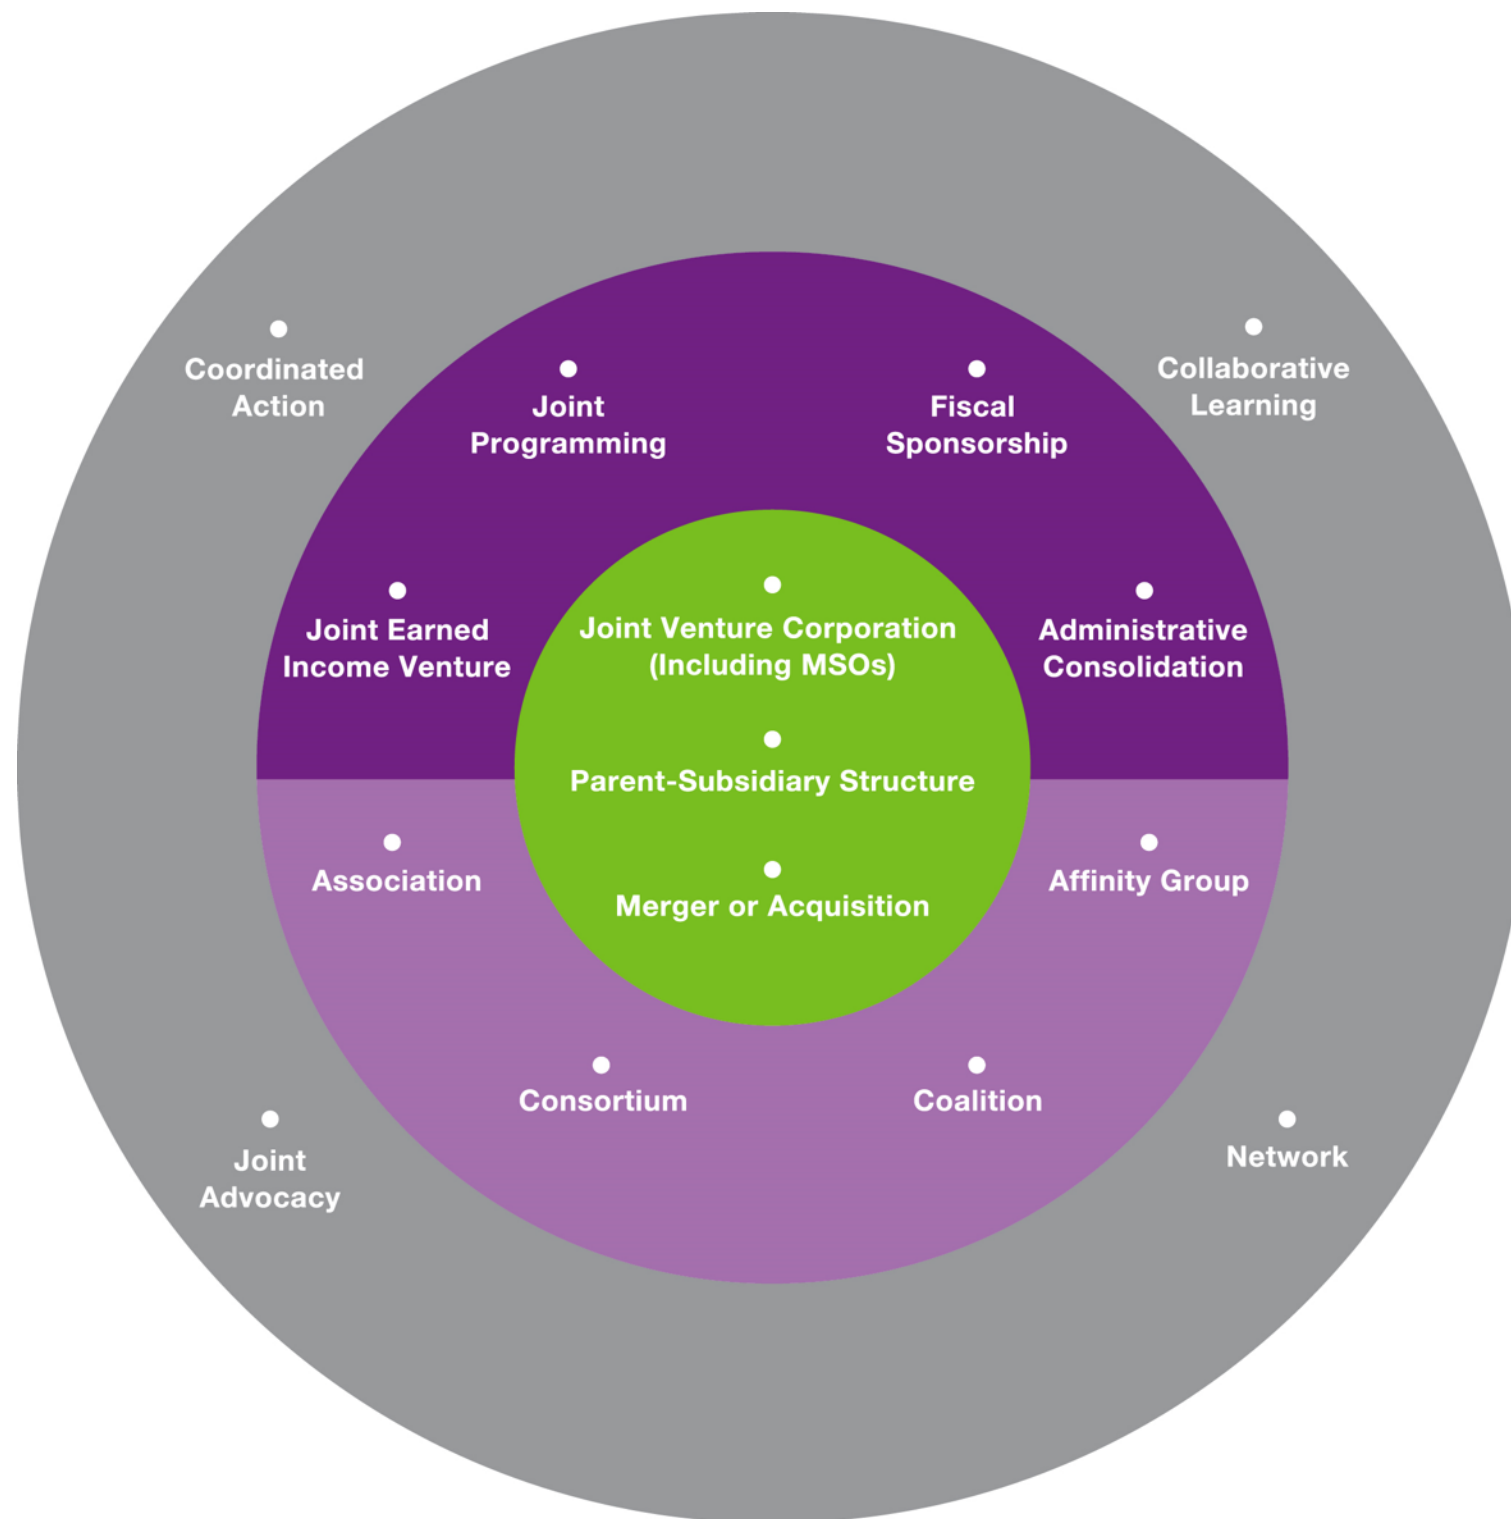 Coordinated
Action
Collaborative
Learning
Joint
Programming
Fiscal
Sponsorship
Joint Earned
Income Venture
Joint Venture Corporation
(Including MSOs)
Administrative
Consolidation
Parent-Subsidiary Structure
Association
Merger or Acquisition
Affinity Group
Consortium
Coalition
Joint
Advocacy
Network